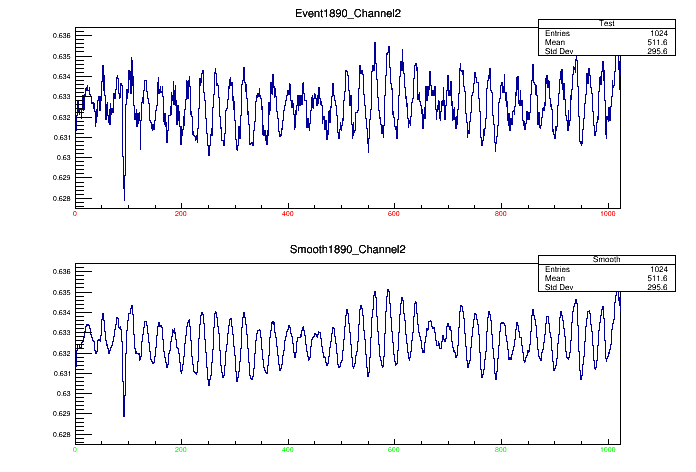 Event1890_Channel2
Test
Entries 1024
Mean 511.6
Std Dev 295.6
0.636
0.635
0.634
0.633
0.632
0.631
0.63
0.629
0.628
0 200 400 600 800 1000
Smooth1890_Channel2
Smooth
Entries 1024
Mean 511.6
Std Dev 295.6
0.636
0.635
0.634
0.633
0.632
0.631
0.63
0.629
0.628
0 200 400 600 800 1000